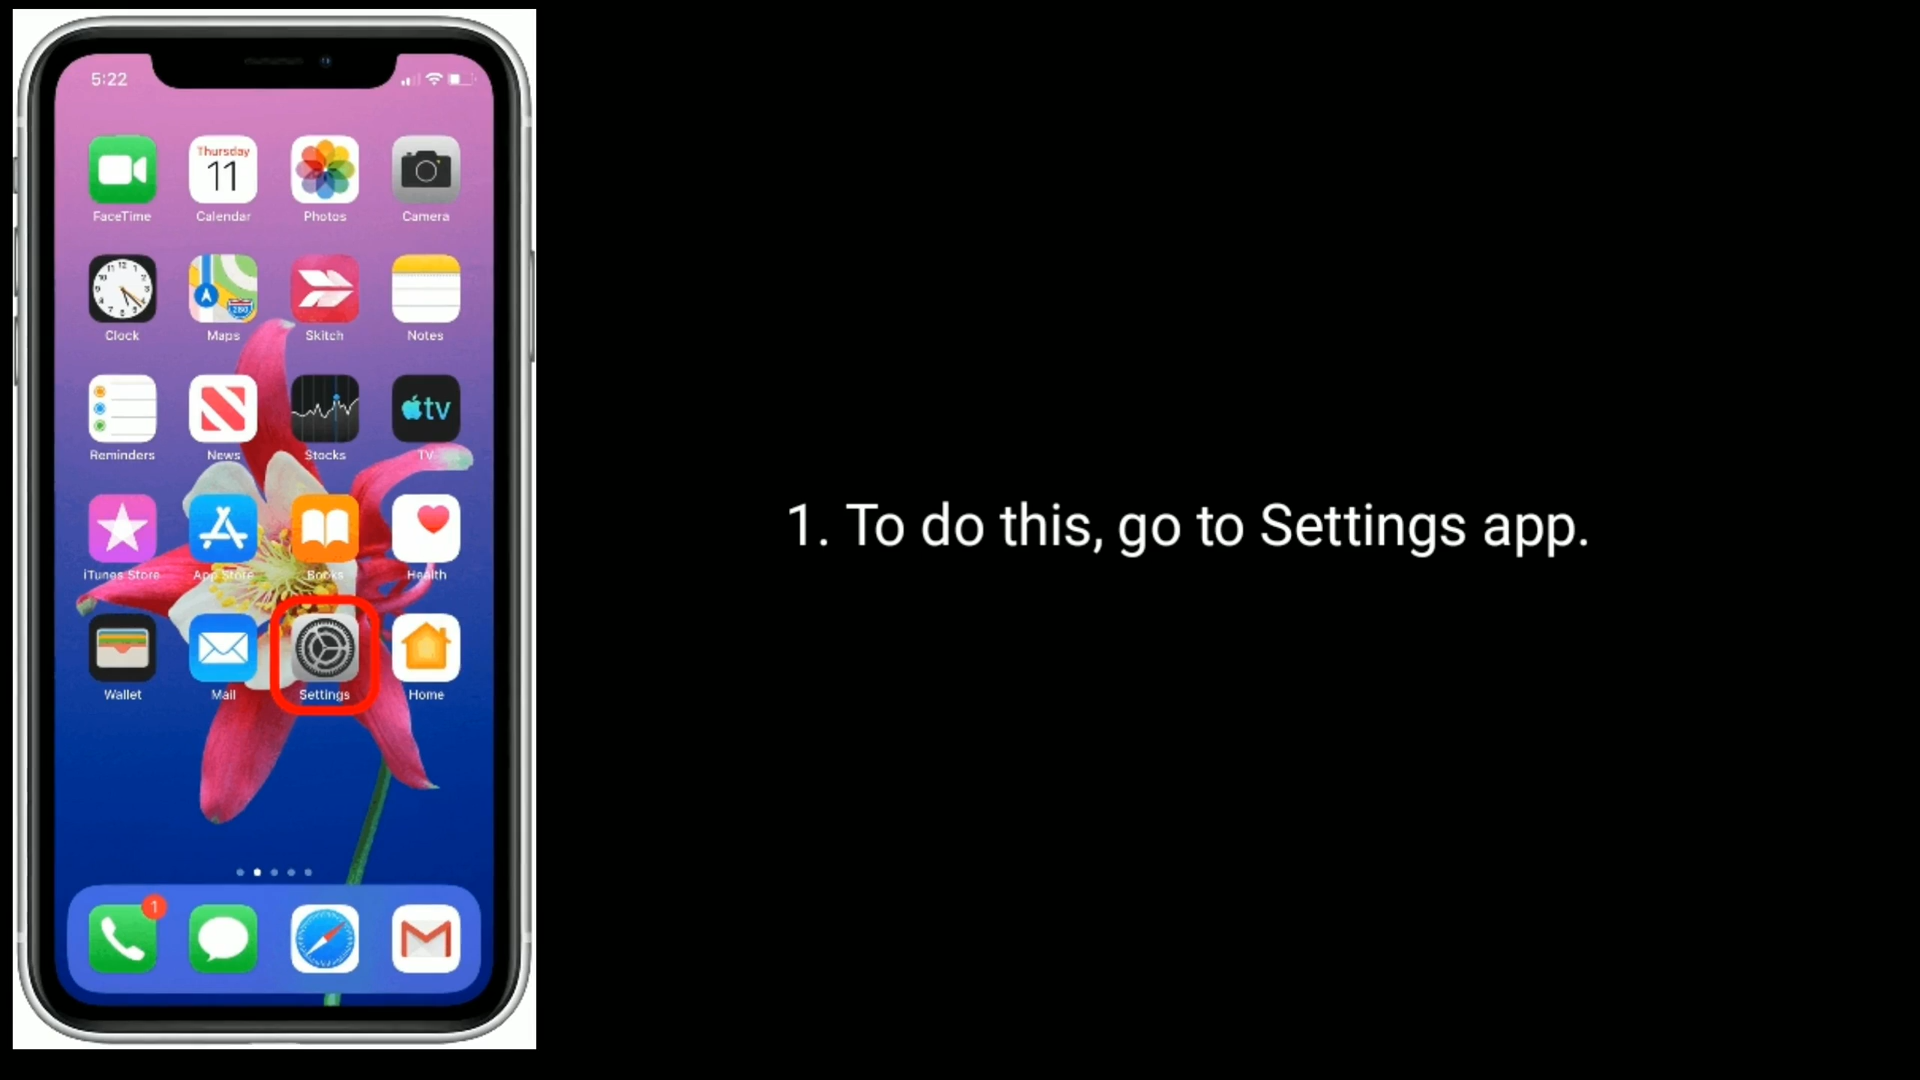 5:22
Thursday
11
FaceTime Calendar Photos Camera
280
Clock Maps Skitch Notes
tv
Reminders News Stocks TV
iTunes Store App Store Books Health
Wallet Mail Settings Home
1
1. To do this, go to Settings app.